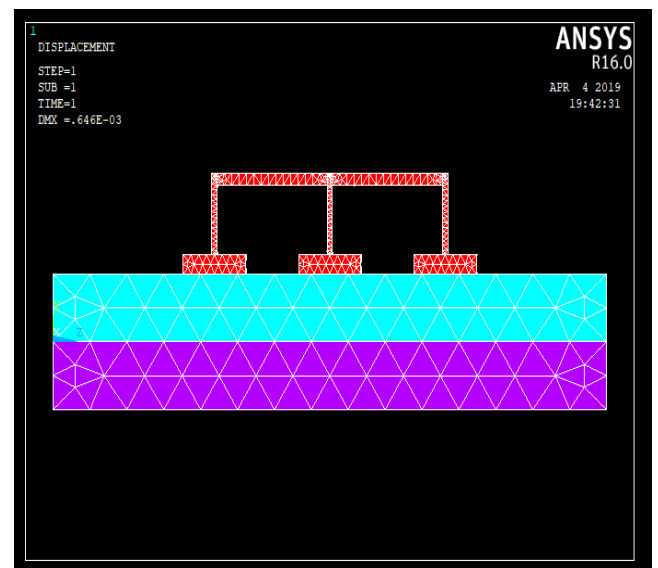 1
DISPLACEMENT
STEP=1
SUB =1
TIME=1
DMX =.646E-03
ANSYS
R16.0
APR  4 2019
19:42:31
X
Z